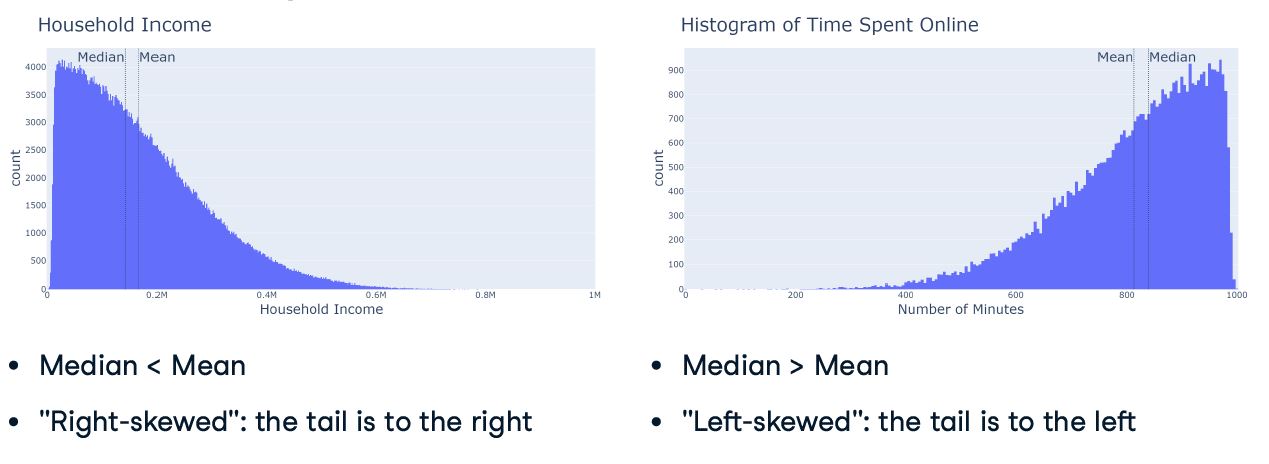 Household Income
Median
Mean
4000
3500
3000
2500
2000
1500
1000
500
0
count
0
0.2M
0.4M
0.6M
0.8M
1M
Household Income
• Median < Mean
• "Right-skewed": the tail is to the right
Histogram of Time Spent Online
Mean
Median
900
800
700
600
500
400
300
200
100
0
count
0
200
400
600
800
1000
Number of Minutes
• Median > Mean
• "Left-skewed": the tail is to the left